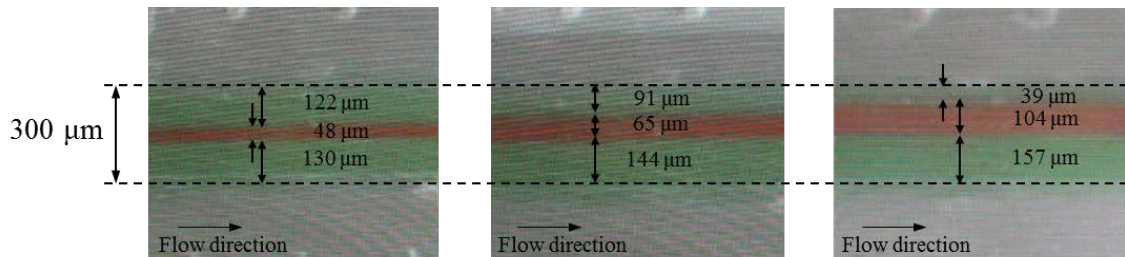 300 μm
122 μm
48 μm
130 μm
Flow direction
91 μm
65 μm
144 μm
Flow direction
39 μm
104 μm
157 μm
Flow direction